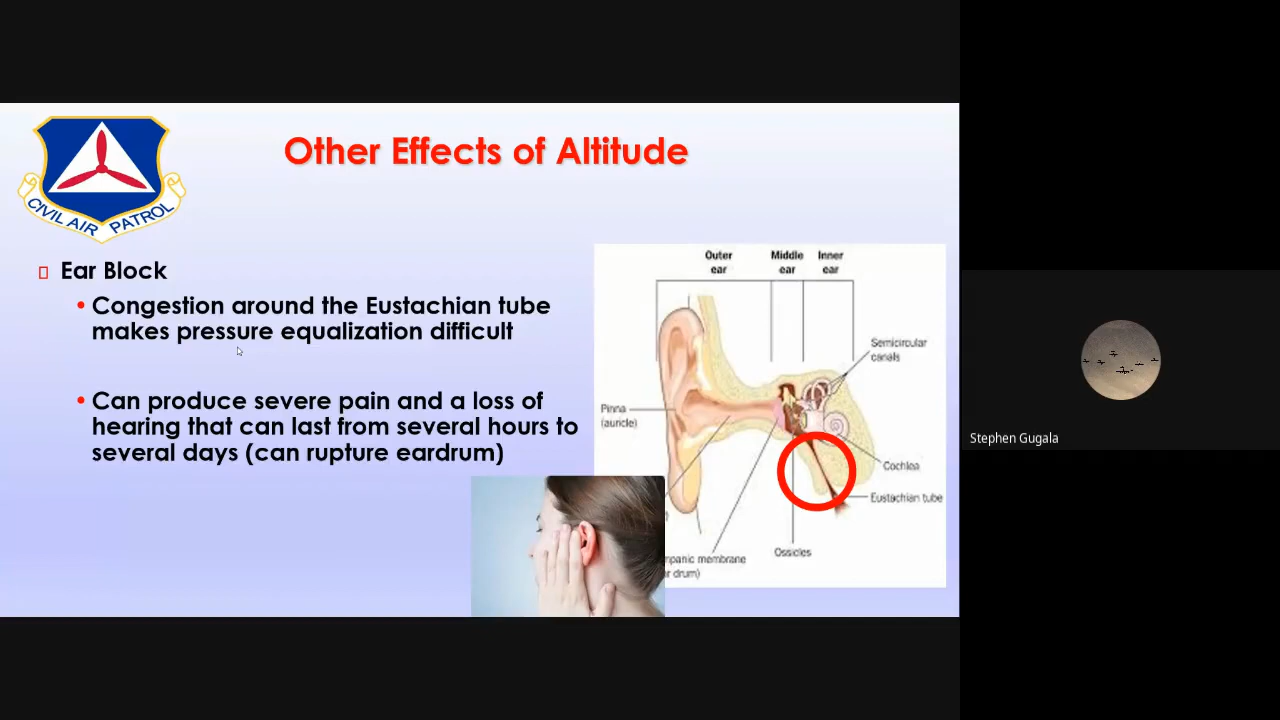 Other Effects of Altitude
CIVIL AIR PATROL
Ear Block
• Congestion around the Eustachian tube
makes pressure equalization difficult
• Can produce severe pain and a loss of
hearing that can last from several hours to
several days (can rupture eardrum)
Outer
ear
Middle
ear
Inner
ear
Semicircular
canals
Pinna
(auricle)
Cochlea
Eustachian tube
Ossicles
mpanic membrane
r drum)
Stephen Gugala